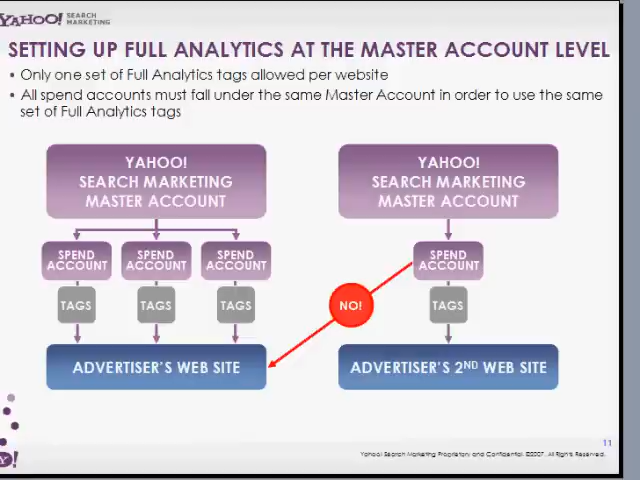 YAHOO! SEARCH MARKETING
SETTING UP FULL ANALYTICS AT THE MASTER ACCOUNT LEVEL
• Only one set of Full Analytics tags allowed per website
• All spend accounts must fall under the same Master Account in order to use the same
set of Full Analytics tags
YAHOO!
SEARCH MARKETING
MASTER ACCOUNT
YAHOO!
SEARCH MARKETING
MASTER ACCOUNT
SPEND
ACCOUNT
SPEND
ACCOUNT
SPEND
ACCOUNT
SPEND
ACCOUNT
TAGS
TAGS
TAGS
NO!
TAGS
ADVERTISER'S WEB SITE
ADVERTISER'S 2ND WEB SITE
11
Yahoo! Search Marketing Proprietary and Confidential. ©2007. All Rights Reserved.
Y!